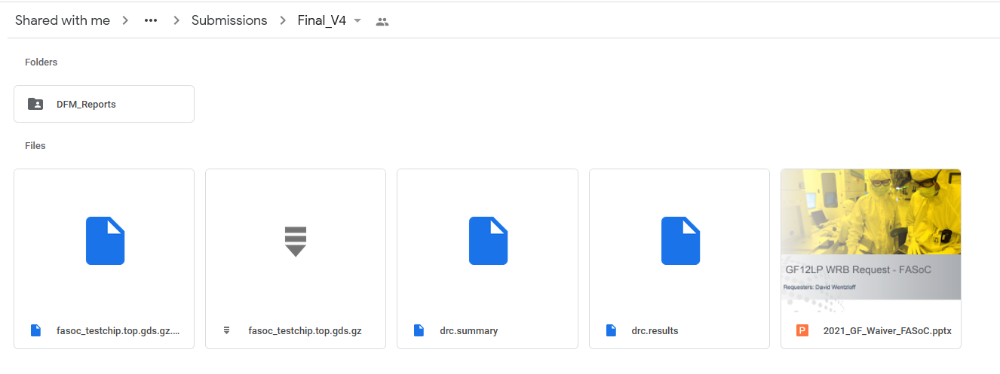 Shared with me > ••• > Submissions > Final_V4
Folders
DFM_Reports
Files
GF12LP WRB Request - FASoC
Requesters: David Wentzloff
fasoc_testchip.top.gds.gz....
fasoc_testchip.top.gds.gz
drc.summary
drc.results
P
2021_GF_Waiver_FASoC.pptx